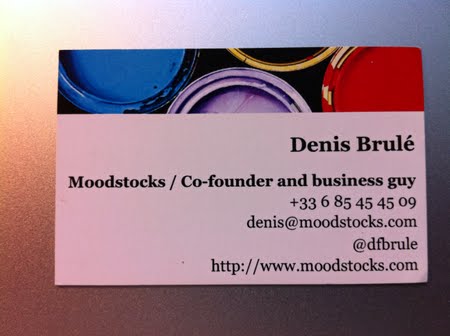 Denis Brulé
Moodstocks / Co-founder and business guy
+33 6 85 45 45 09
denis@moodstocks.com
@dfbrule
http://www.moodstocks.com